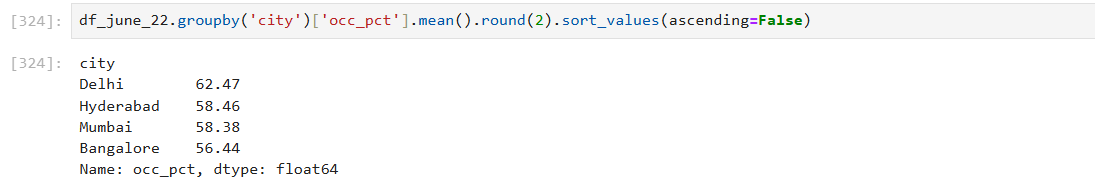 [324]: df_june_22.groupby('city')['occ_pct'].mean().round(2).sort_values(ascending=False)
[324]: city
Delhi 62.47
Hyderabad 58.46
Mumbai 58.38
Bangalore 56.44
Name: occ_pct, dtype: float64